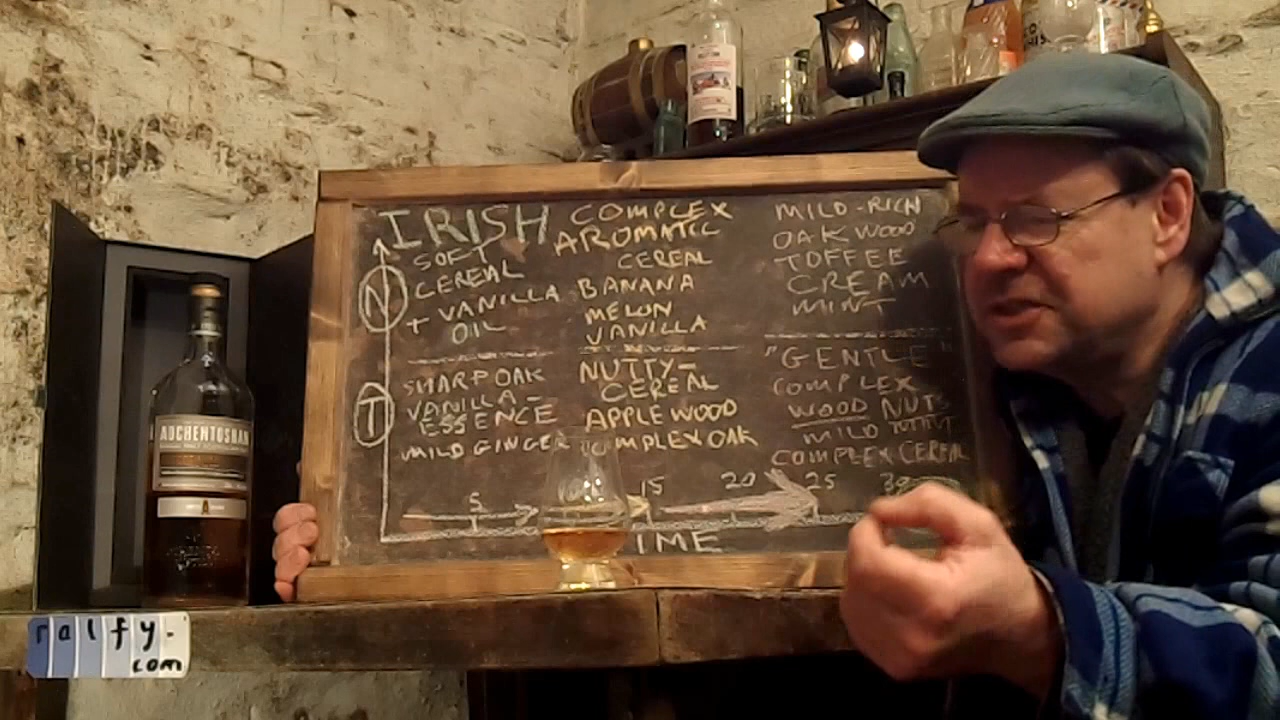 IRISH
SOFT
CEREAL
+ VANILLA
OIL
COMPLEX
AROMATIC
CEREAL
BANANA
MELON
VANILLA
MILD-RICH
OAK WOOD
TOFFEE
CREAM
MINT
N
T
SHARP OAK
VANILLA-
ESSENCE
MILD GINGER
NUTTY-
CEREAL
APPLE WOOD
COMPLEX OAK
"GENTLE"
COMPLEX
WOOD NUTS
MILD
COMPLEX CEREAL
5
15
20
25
30
IME
AUCHENTOSHAN
ralfy.
com